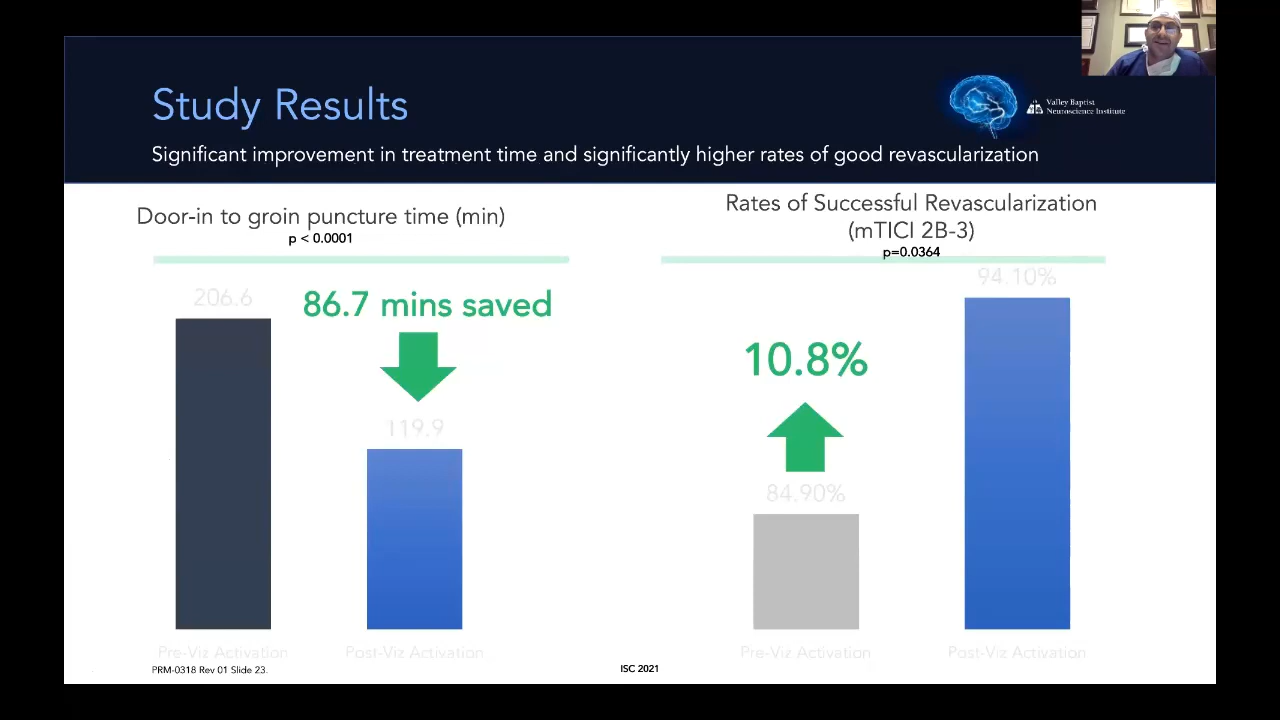 Study Results
Valley Baptist
Neuroscience Institute
Significant improvement in treatment time and significantly higher rates of good revascularization
Door-in to groin puncture time (min)
p < 0.0001
206.6
86.7 mins saved
119.9
Pre-Viz Activation
Post-Viz Activation
Rates of Successful Revascularization
(mTICI 2B-3)
p=0.0364
94.10%
10.8%
84.90%
Pre-Viz Activation
Post-Viz Activation
PRM-0318 Rev 01 Slide 23.
ISC 2021